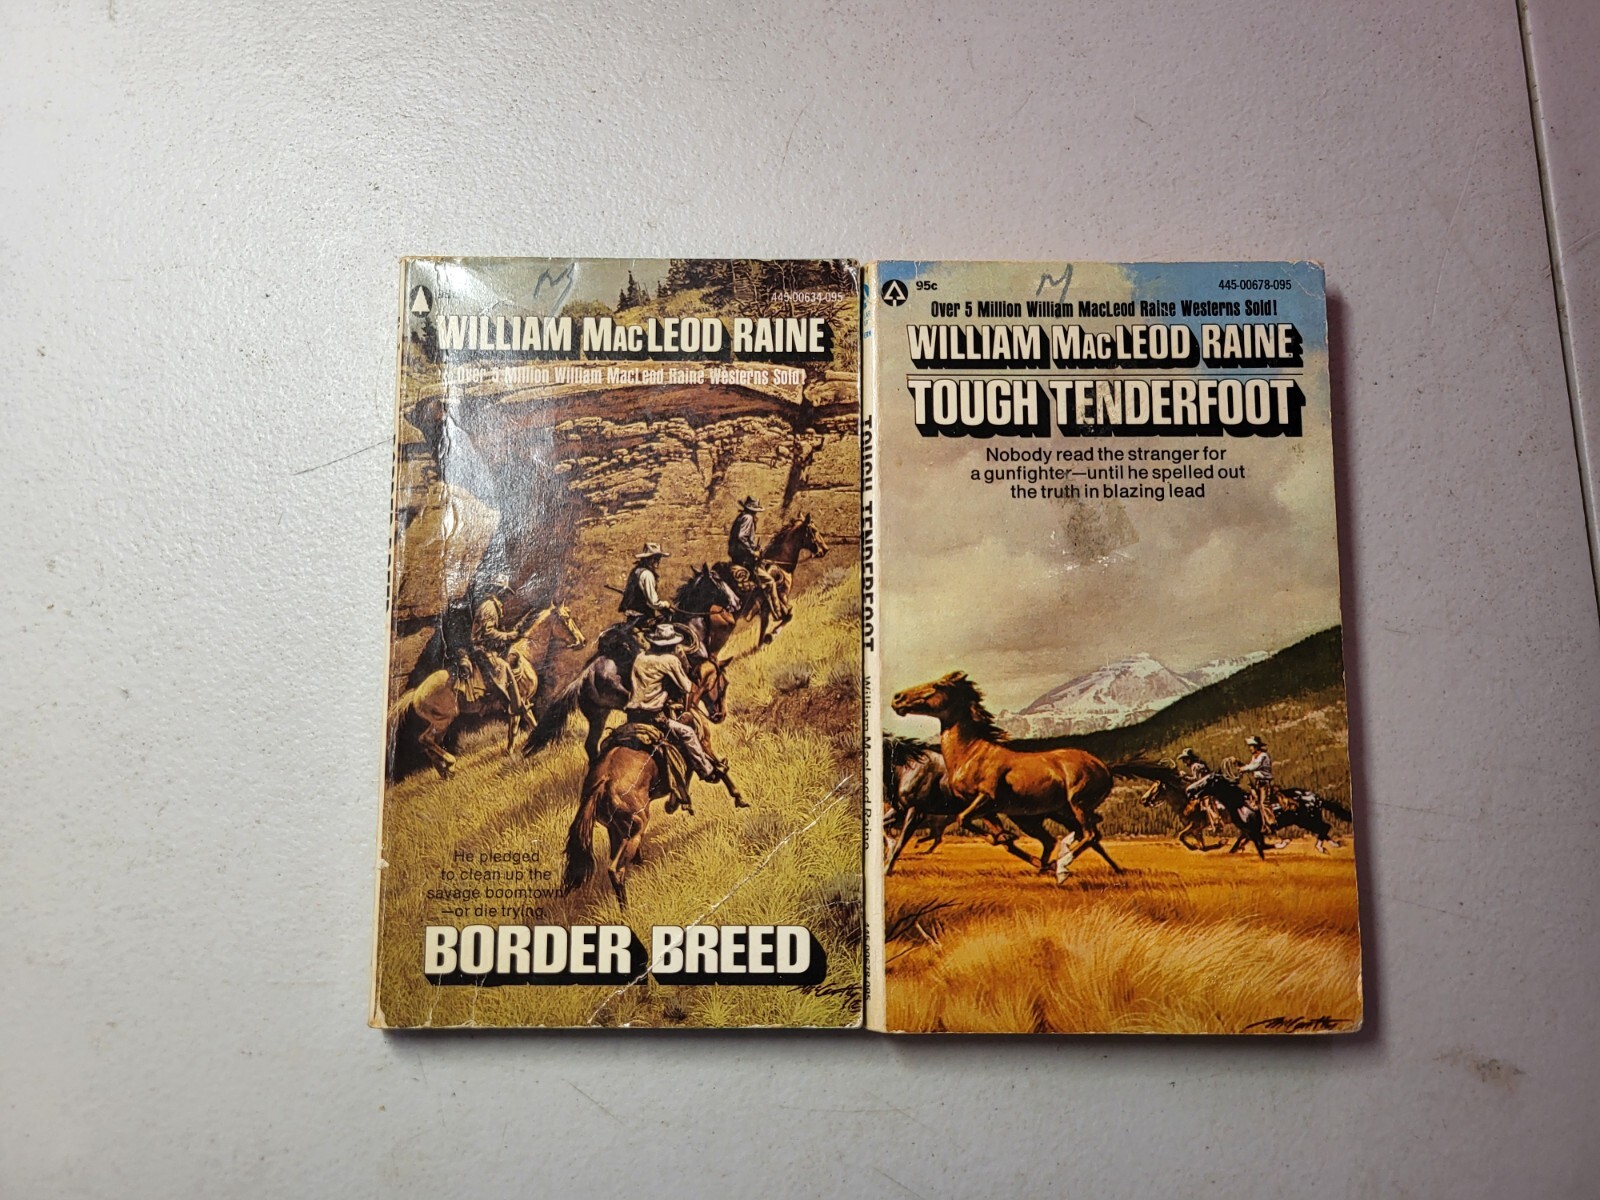 M
445-00634-095
WILLIAM MacLEOD RAINE
Over 5 Million William MacLeod Raine Westerns Sold!
He pledged
to clean up the
savage boomtown
—or die trying.
BORDER BREED
TOUGH TENDERFOOT William MacLeod Raine
95c
M
445-00678-095
Over 5 Million William MacLeod Raine Westerns Sold!
WILLIAM MacLEOD RAINE
TOUGH TENDERFOOT
Nobody read the stranger for
a gunfighter—until he spelled out
the truth in blazing lead